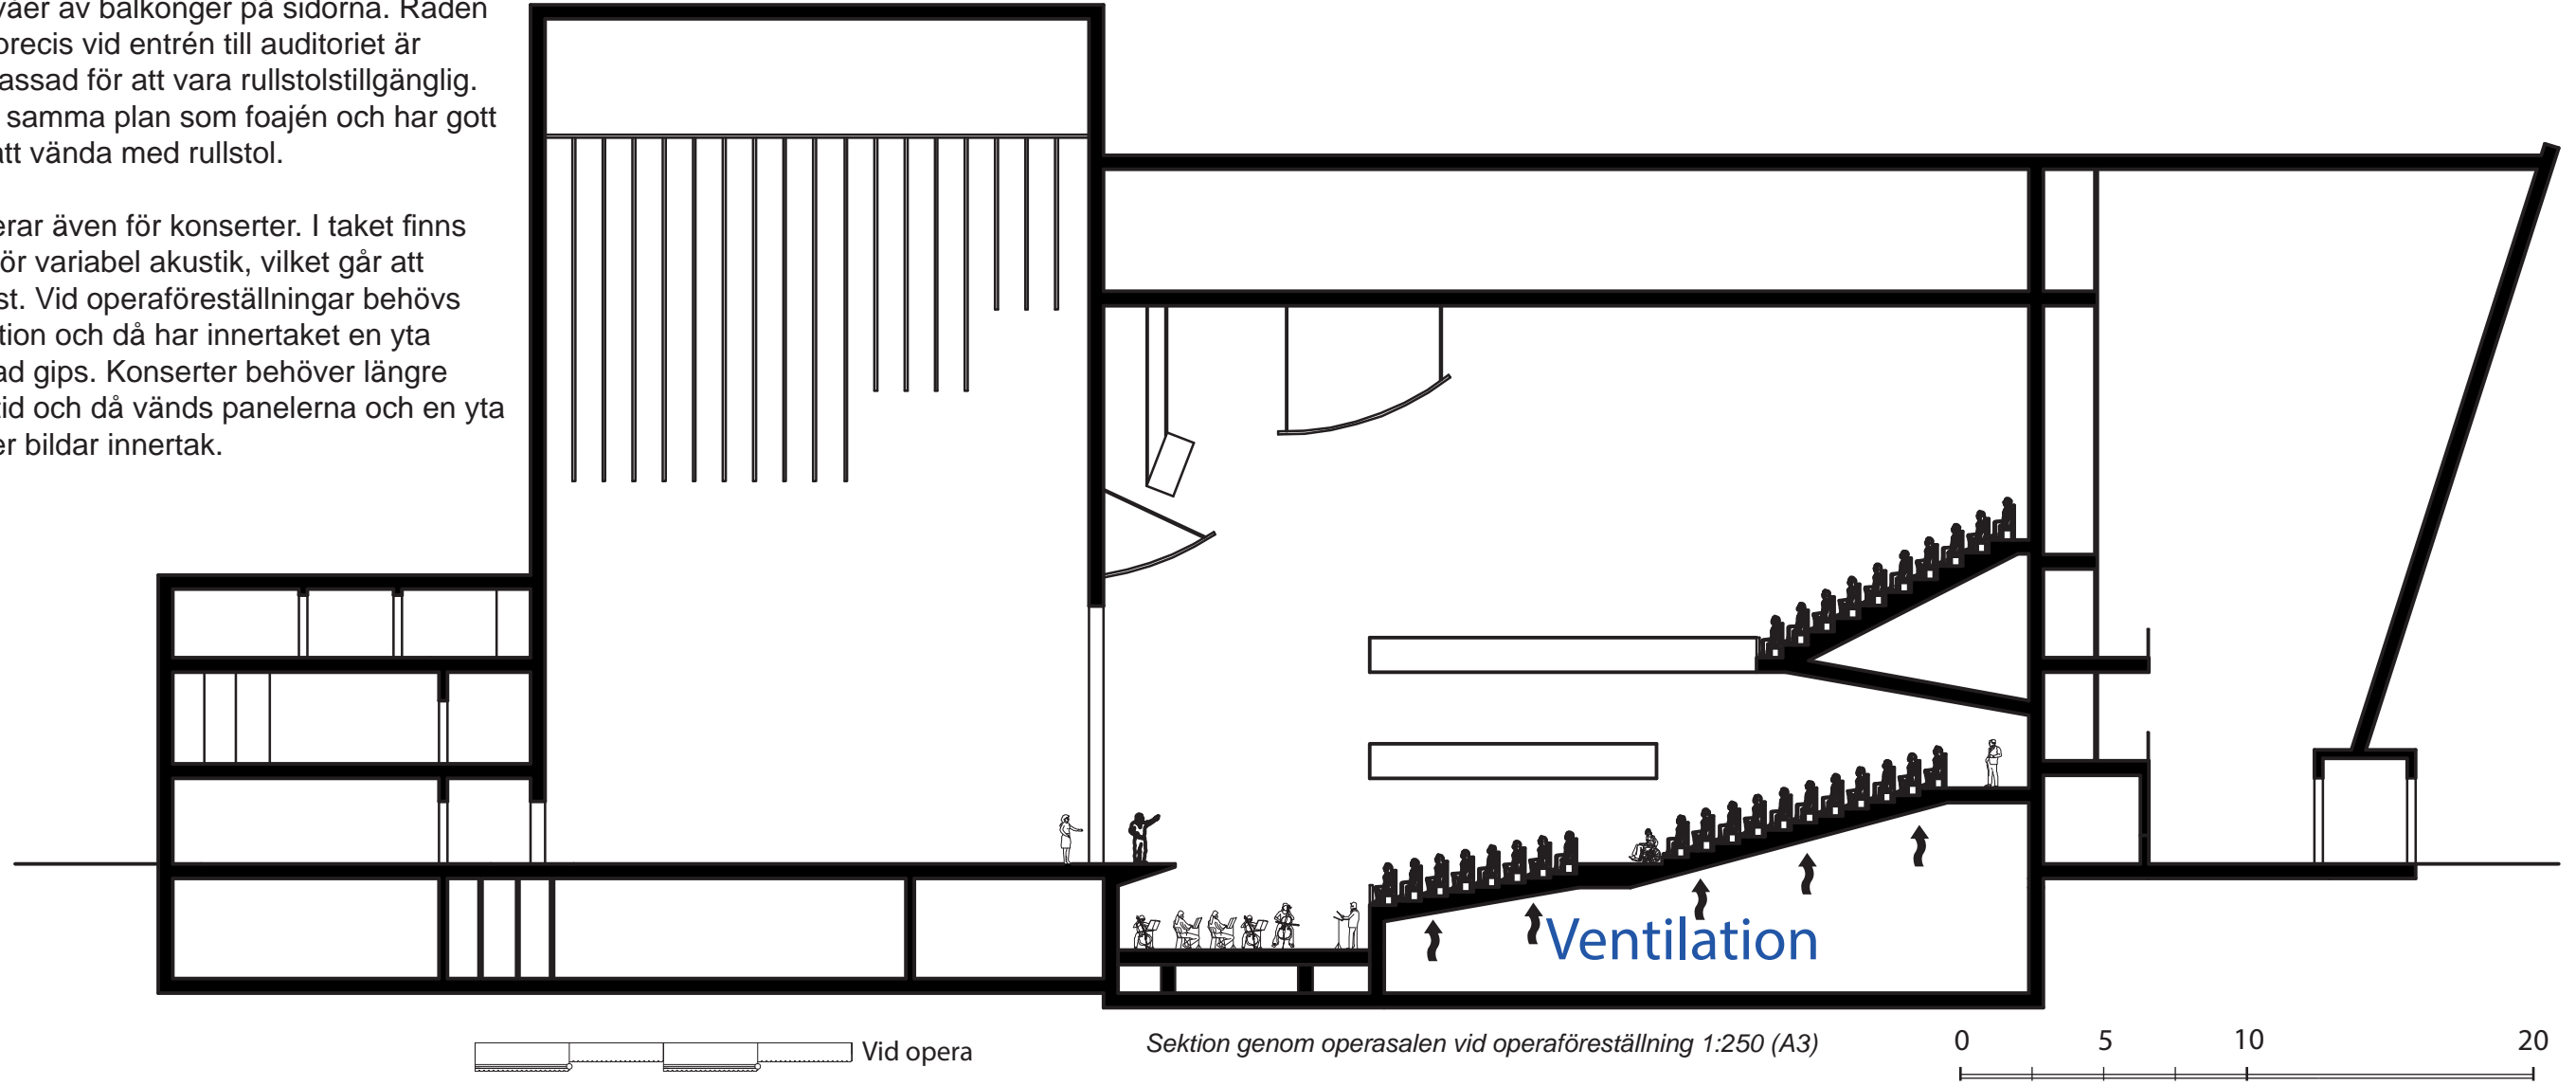 våer av balkonger på sidorna. Raden
precis vid entrén till auditoriet är
assad för att vara rullstolstillgänglig.
samma plan som foajén och har gott
att vända med rullstol.
erar även för konserter. I taket finns
ör variabel akustik, vilket går att
st. Vid operaföreställningar behövs
tion och då har innertaket en yta
ad gips. Konserter behöver längre
tid och då vänds panelerna och en yta
er bildar innertak.
Ventilation
Vid opera
Sektion genom operasalen vid operaföreställning 1:250 (A3)
0 5 10 20